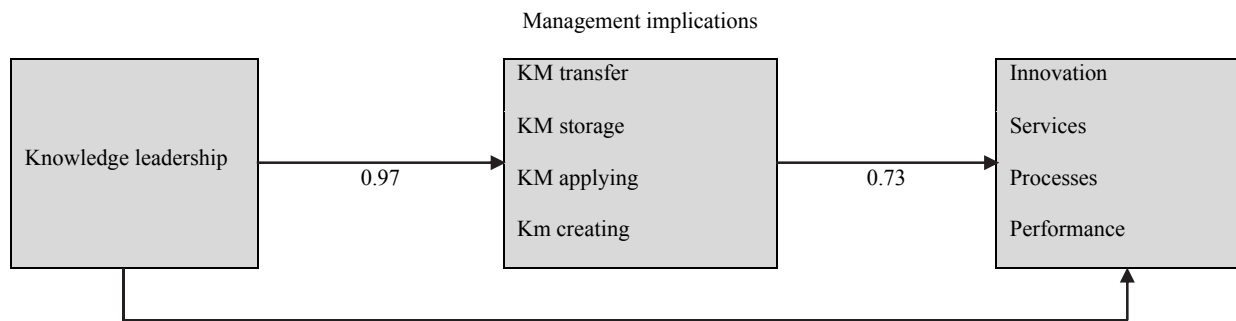 Management implications
Knowledge leadership
0.97
KM transfer
KM storage
KM applying
Km creating
0.73
Innovation
Services
Processes
Performance